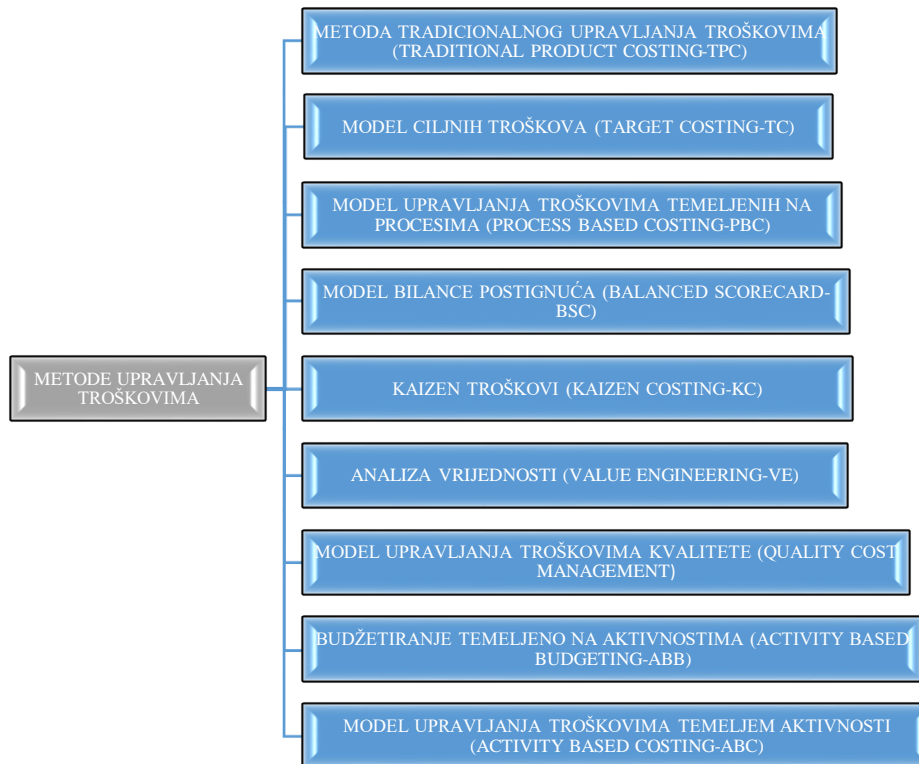 METODA TRADICIONALNOG UPRAVLJANJA TROŠKOVIMA
(TRADITIONAL PRODUCT COSTING-TPC)
MODEL CILJNIH TROŠKOVA (TARGET COSTING-TC)
MODEL UPRAVLJANJA TROŠKOVIMA TEMELJENIH NA
PROCESIMA (PROCESS BASED COSTING-PBC)
MODEL BILANCE POSTIGNUĆA (BALANCED SCORECARD-
BSC)
METODE UPRAVLJANJA
TROŠKOVIMA
KAIZEN TROŠKOVI (KAIZEN COSTING-KC)
ANALIZA VRIJEDNOSTI (VALUE ENGINEERING-VE)
MODEL UPRAVLJANJA TROŠKOVIMA KVALITETE (QUALITY COST
MANAGEMENT)
BUDŽETIRANJE TEMELJENO NA AKTIVNOSTIMA (ACTIVITY BASED
BUDGETING-ABB)
MODEL UPRAVLJANJA TROŠKOVIMA TEMELJEM AKTIVNOSTI
(ACTIVITY BASED COSTING-ABC)